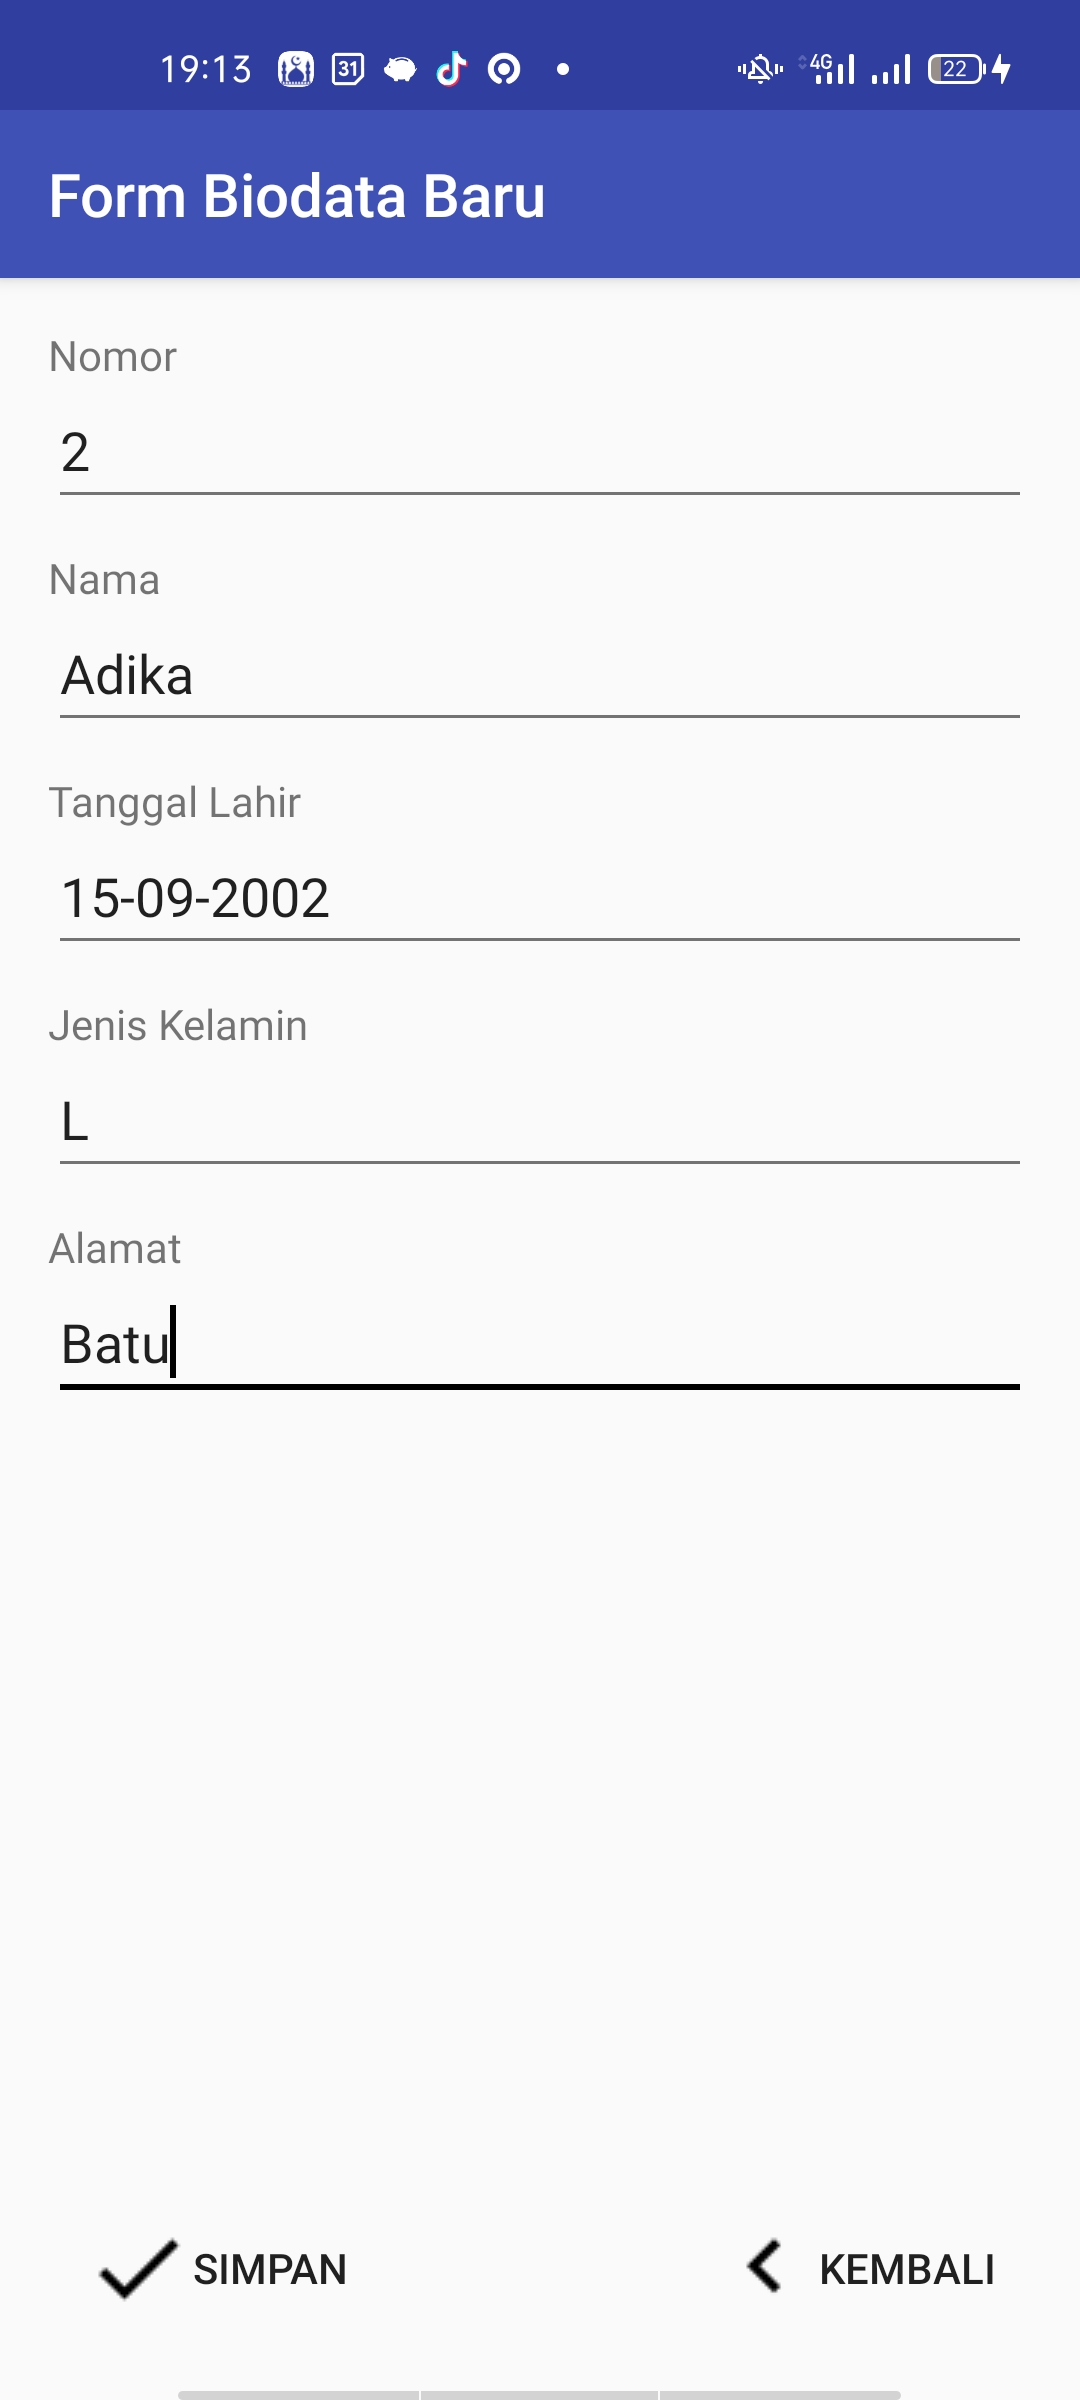 19:13 31 4G 22
Form Biodata Baru
Nomor
2
Nama
Adika
Tanggal Lahir
15-09-2002
Jenis Kelamin
L
Alamat
Batu
SIMPAN KEMBALI